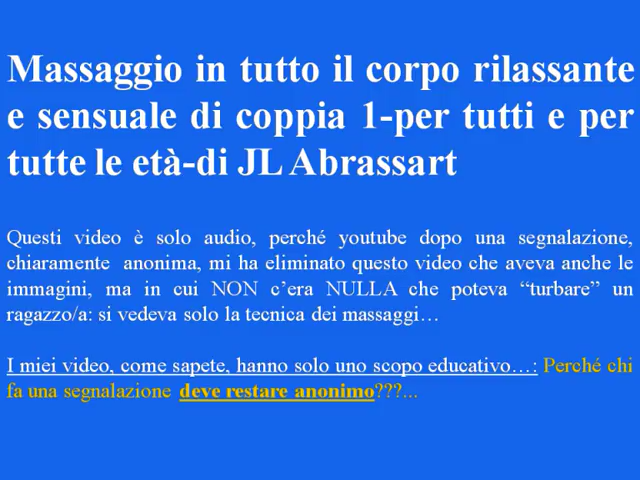 Massaggio in tutto il corpo rilassante
e sensuale di coppia 1-per tutti e per
tutte le età-di JL Abrassart
Questi video è solo audio, perché youtube dopo una segnalazione,
chiaramente anonima, mi ha eliminato questo video che aveva anche le
immagini, ma in cui NON c’era NULLA che poteva “turbare” un
ragazzo/a: si vedeva solo la tecnica dei massaggi…
I miei video, come sapete, hanno solo uno scopo educativo…: Perché chi
fa una segnalazione deve restare anonimo???...